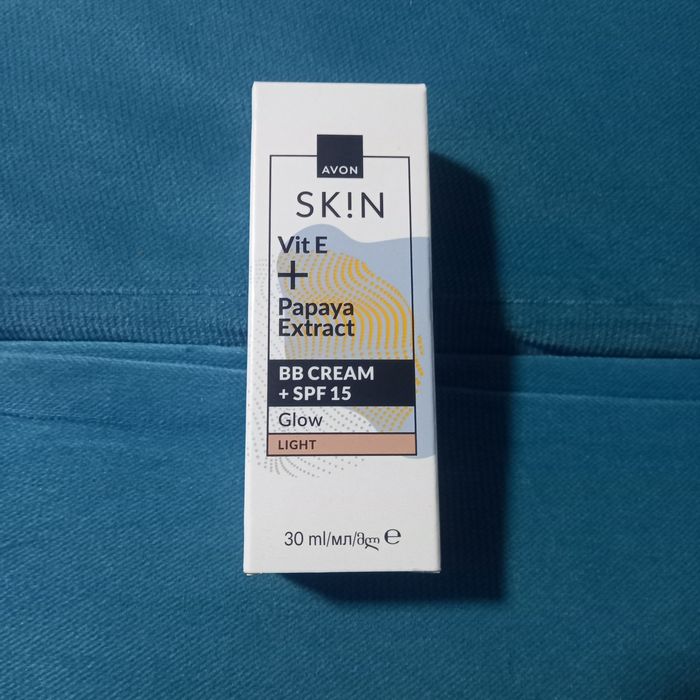 AVON
SK!N
Vit E
+
Papaya
Extract
BB CREAM
+ SPF 15
Glow
LIGHT
30 ml/мл/მლ ℮